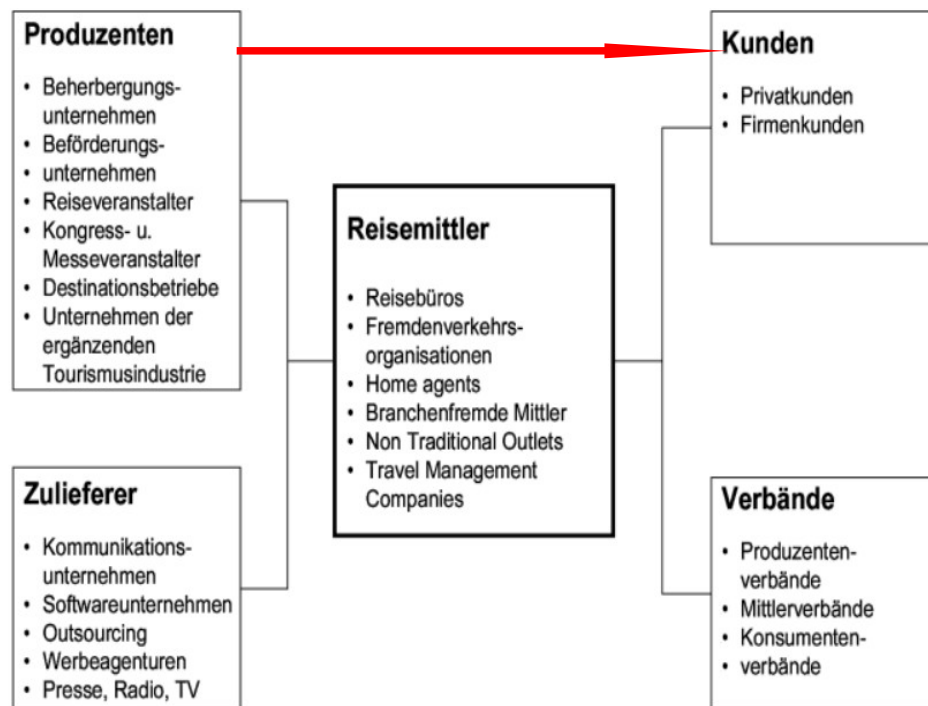 Produzenten
• Beherbergungs-
unternehmen
• Beförderungs-
• unternehmen
• Reiseveranstalter
• Kongress- u.
Messeveranstalter
• Destinationsbetriebe
• Unternehmen der
ergänzenden
Tourismusindustrie
Kunden
• Privatkunden
• Firmenkunden
Reisemittler
• Reisebüros
• Fremdenverkehrs-
organisationen
• Home agents
• Branchenfremde Mittler
• Non Traditional Outlets
• Travel Management
Companies
Zulieferer
• Kommunikations-
unternehmen
• Softwareunternehmen
• Outsourcing
• Werbeagenturen
• Presse, Radio, TV
Verbände
• Produzenten-
verbände
• Mittlerverbände
• Konsumenten-
• verbände